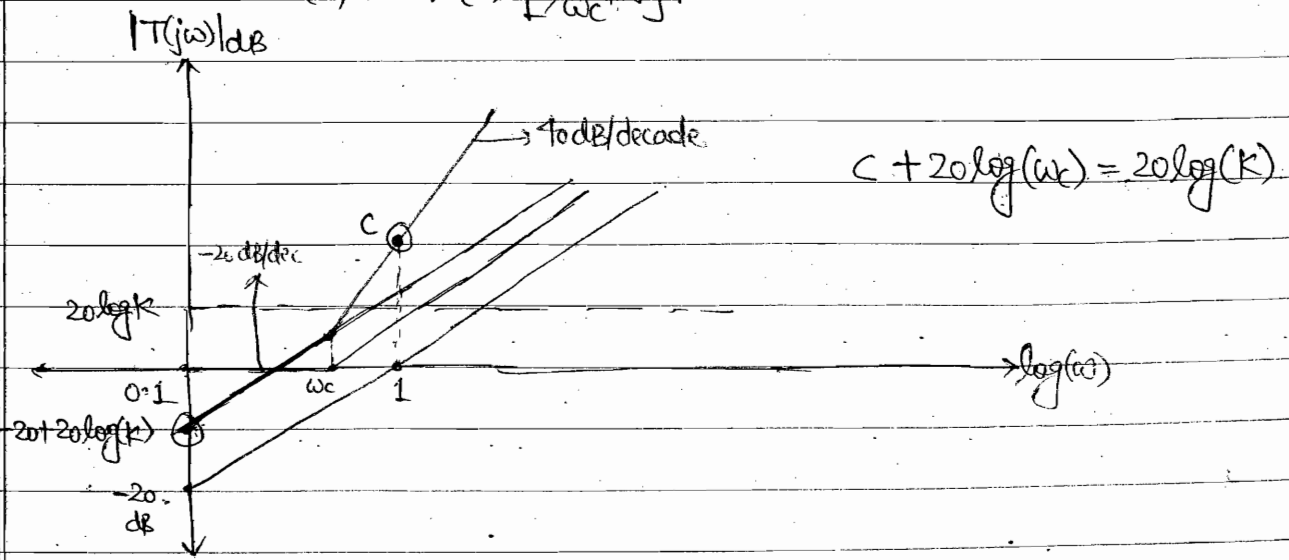 |T(jω)|dB
→ 40dB/decade
C + 20log(ωc) = 20log(K)
C
-20dB/dec
20logK
0.1
ωc
1
log(ω)
-20+20log(K)
-20
dB